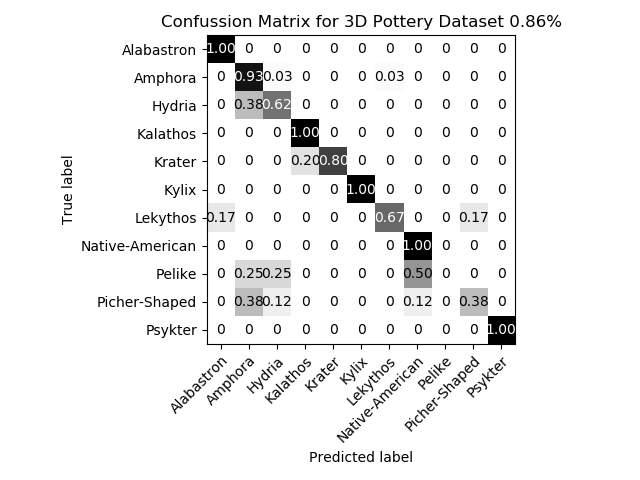 Confussion Matrix for 3D Pottery Dataset 0.86%
True label
Alabastron 1.00 0 0 0 0 0 0 0 0 0 0
Amphora 0 0.93 0.03 0 0 0 0.03 0 0 0 0
Hydria 0 0.38 0.62 0 0 0 0 0 0 0 0
Kalathos 0 0 0 1.00 0 0 0 0 0 0 0
Krater 0 0 0 0.20 0.80 0 0 0 0 0 0
Kylix 0 0 0 0 0 1.00 0 0 0 0 0
Lekythos 0.17 0 0 0 0 0 0.67 0 0 0.17 0
Native-American 0 0 0 0 0 0 0 1.00 0 0 0
Pelike 0 0.25 0.25 0 0 0 0 0.50 0 0 0
Picher-Shaped 0 0.38 0.12 0 0 0 0 0.12 0 0.38 0
Psykter 0 0 0 0 0 0 0 0 0 0 1.00
Alabastron Amphora Hydria Kalathos Krater Kylix Lekythos Native-American Pelike Picher-Shaped Psykter
Predicted label